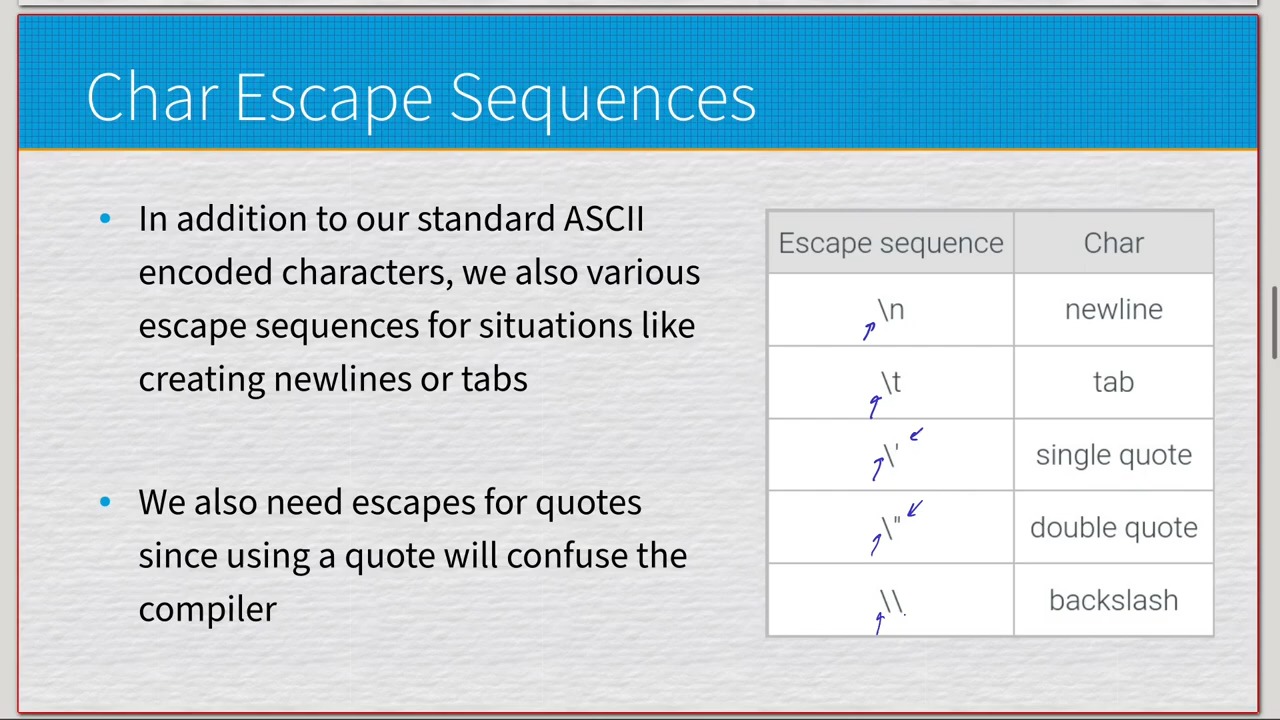 Char Escape Sequences
• In addition to our standard ASCII
encoded characters, we also various
escape sequences for situations like
creating newlines or tabs
• We also need escapes for quotes
since using a quote will confuse the
compiler
Escape sequence Char
\n newline
\t tab
\' single quote
\" double quote
\\ backslash